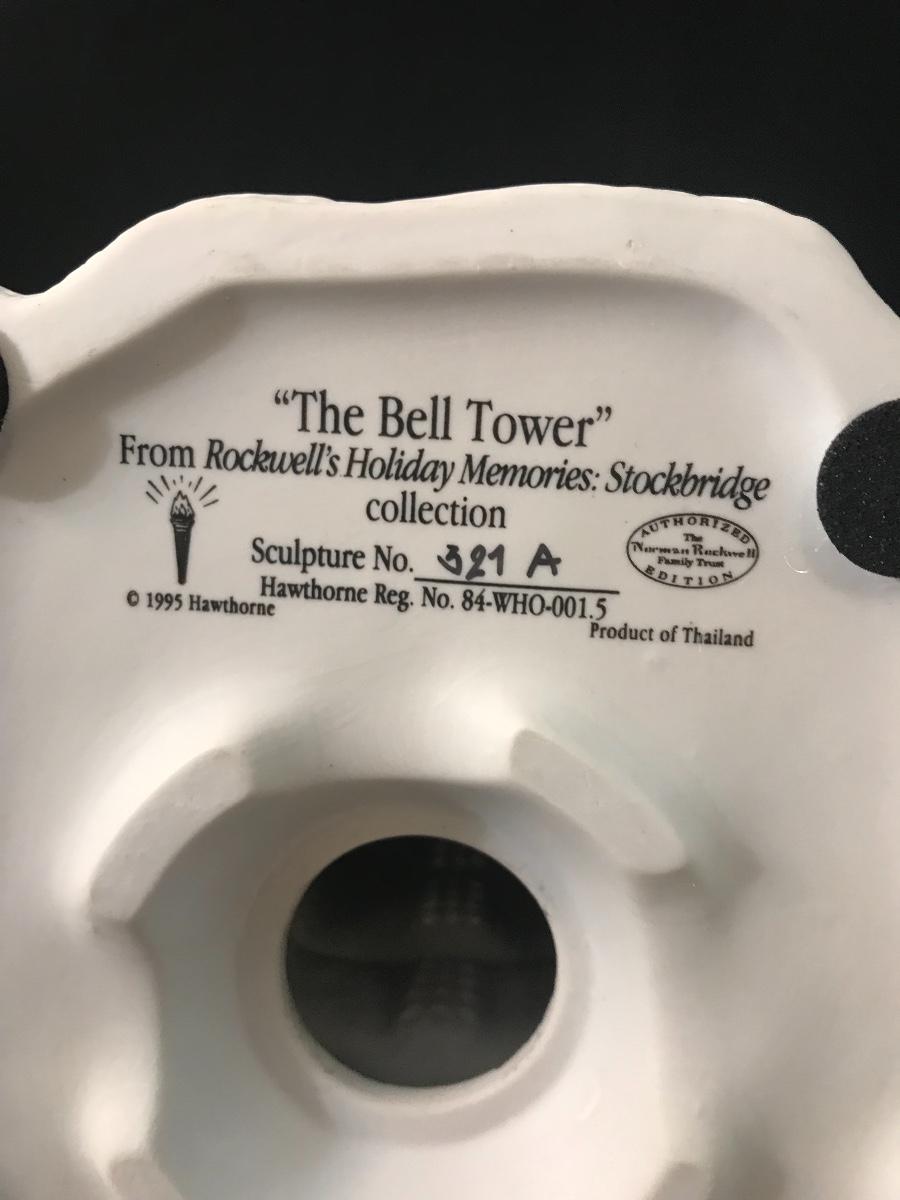 “The Bell Tower”
From Rockwell's Holiday Memories: Stockbridge
collection
Sculpture No. 321 A
Hawthorne Reg. No. 84-WHO-001.5
© 1995 Hawthorne
Product of Thailand
AUTHORIZED
The
Norman Rockwell
Family Trust
EDITION